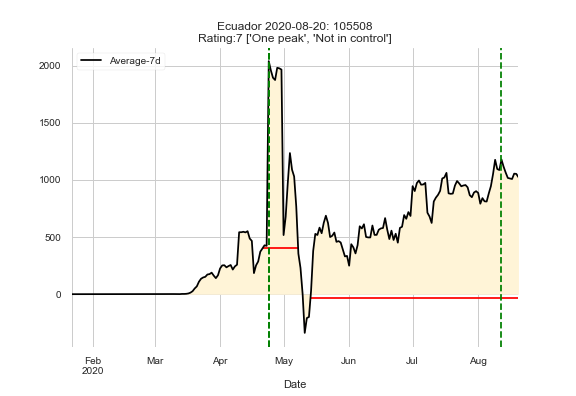 Ecuador 2020-08-20: 105508
Rating:7 ['One peak', 'Not in control']
Average-7d
2000
1500
1000
500
0
Feb
2020
Mar
Apr
May
Jun
Jul
Aug
Date